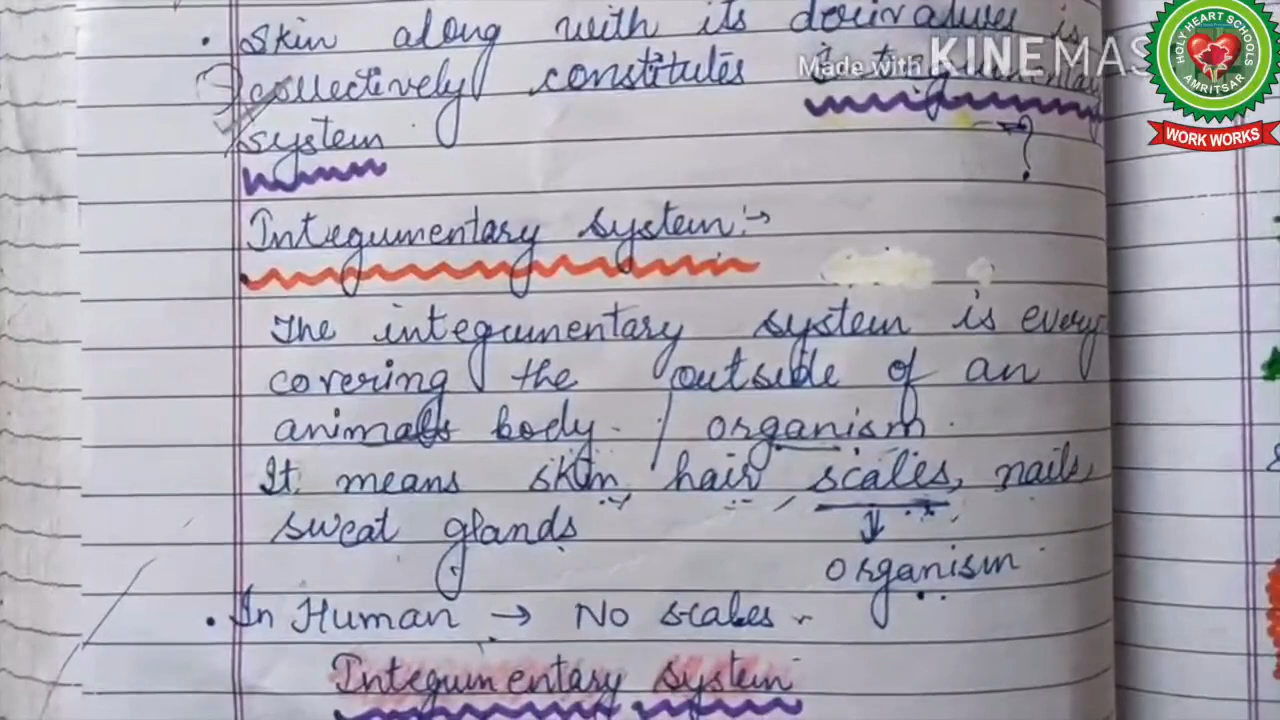 • Skin along with its derivatives is
collectively constitutes integumentary
system
?
Integumentary system:→
The integumentary system is every
covering the outside of an
animals body. / organism.
It means skin, hair, scales, nails,
sweat glands
↓
organism
• In Human → No scales
Integumentary system
Made with KINEMAS
HOLY HEART SCHOOLS
AMRITSAR
WORK WORKS